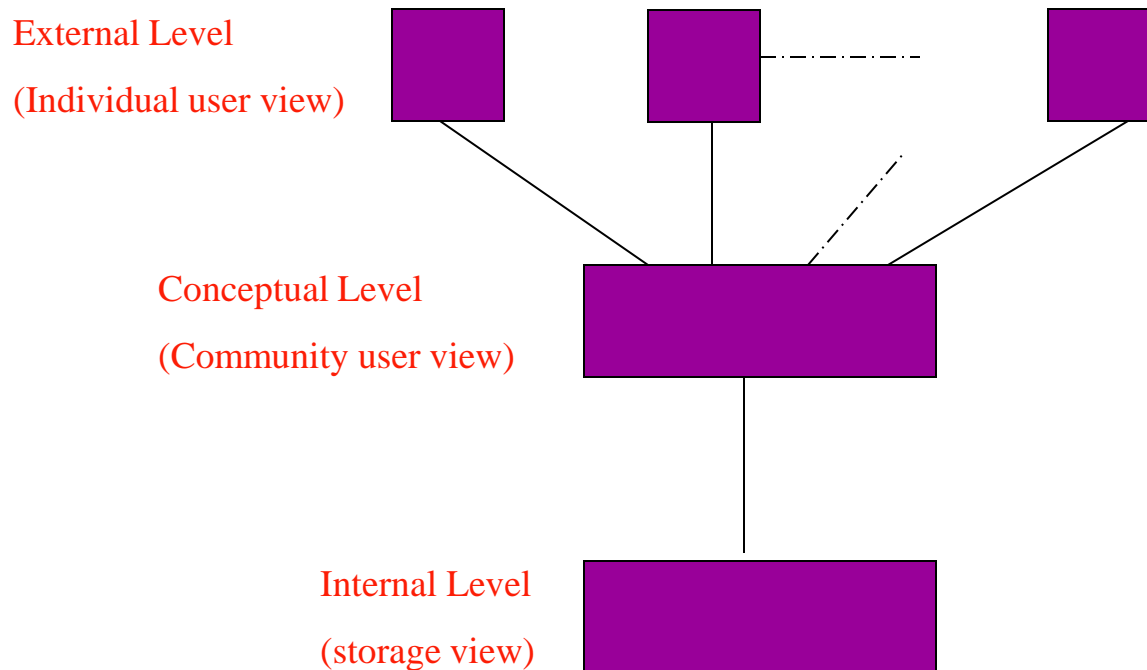 External Level
(Individual user view)
Conceptual Level
(Community user view)
Internal Level
(storage view)